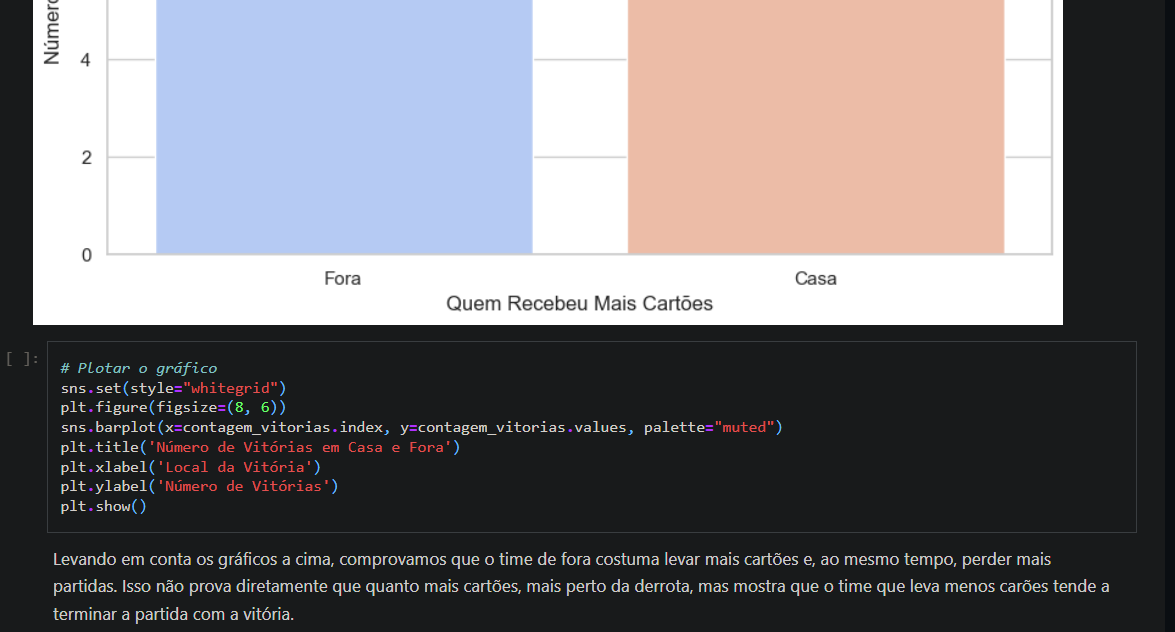 Número
4
2
0
Fora Casa
Quem Recebeu Mais Cartões
[ ]:
# Plotar o gráfico
sns.set(style="whitegrid")
plt.figure(figsize=(8, 6))
sns.barplot(x=contagem_vitorias.index, y=contagem_vitorias.values, palette="muted")
plt.title('Número de Vitórias em Casa e Fora')
plt.xlabel('Local da Vitória')
plt.ylabel('Número de Vitórias')
plt.show()
Levando em conta os gráficos a cima, comprovamos que o time de fora costuma levar mais cartões e, ao mesmo tempo, perder mais
partidas. Isso não prova diretamente que quanto mais cartões, mais perto da derrota, mas mostra que o time que leva menos carões tende a
terminar a partida com a vitória.